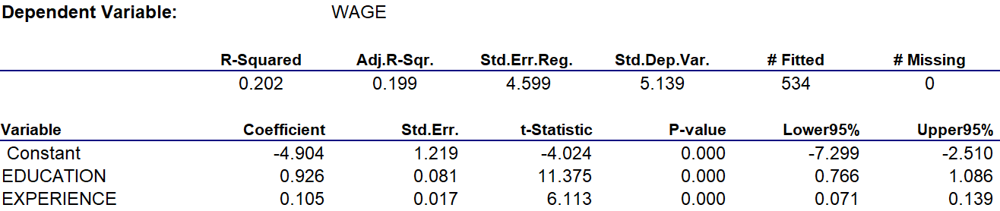 Dependent Variable: WAGE
R-Squared Adj.R-Sqr. Std.Err.Reg. Std.Dep.Var. # Fitted # Missing
0.202 0.199 4.599 5.139 534 0
Variable Coefficient Std.Err. t-Statistic P-value Lower95% Upper95%
Constant -4.904 1.219 -4.024 0.000 -7.299 -2.510
EDUCATION 0.926 0.081 11.375 0.000 0.766 1.086
EXPERIENCE 0.105 0.017 6.113 0.000 0.071 0.139